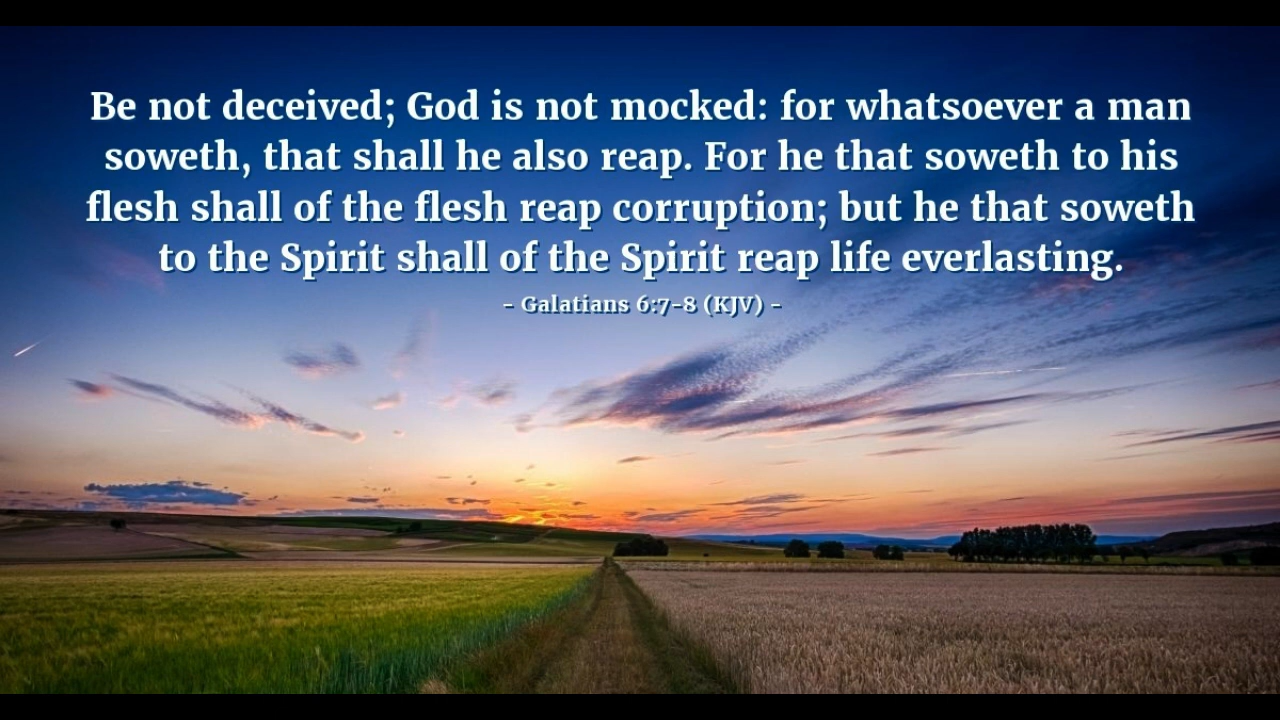 Be not deceived; God is not mocked: for whatsoever a man
soweth, that shall he also reap. For he that soweth to his
flesh shall of the flesh reap corruption; but he that soweth
to the Spirit shall of the Spirit reap life everlasting.
~ Galatians 6:7-8 (KJV) ~